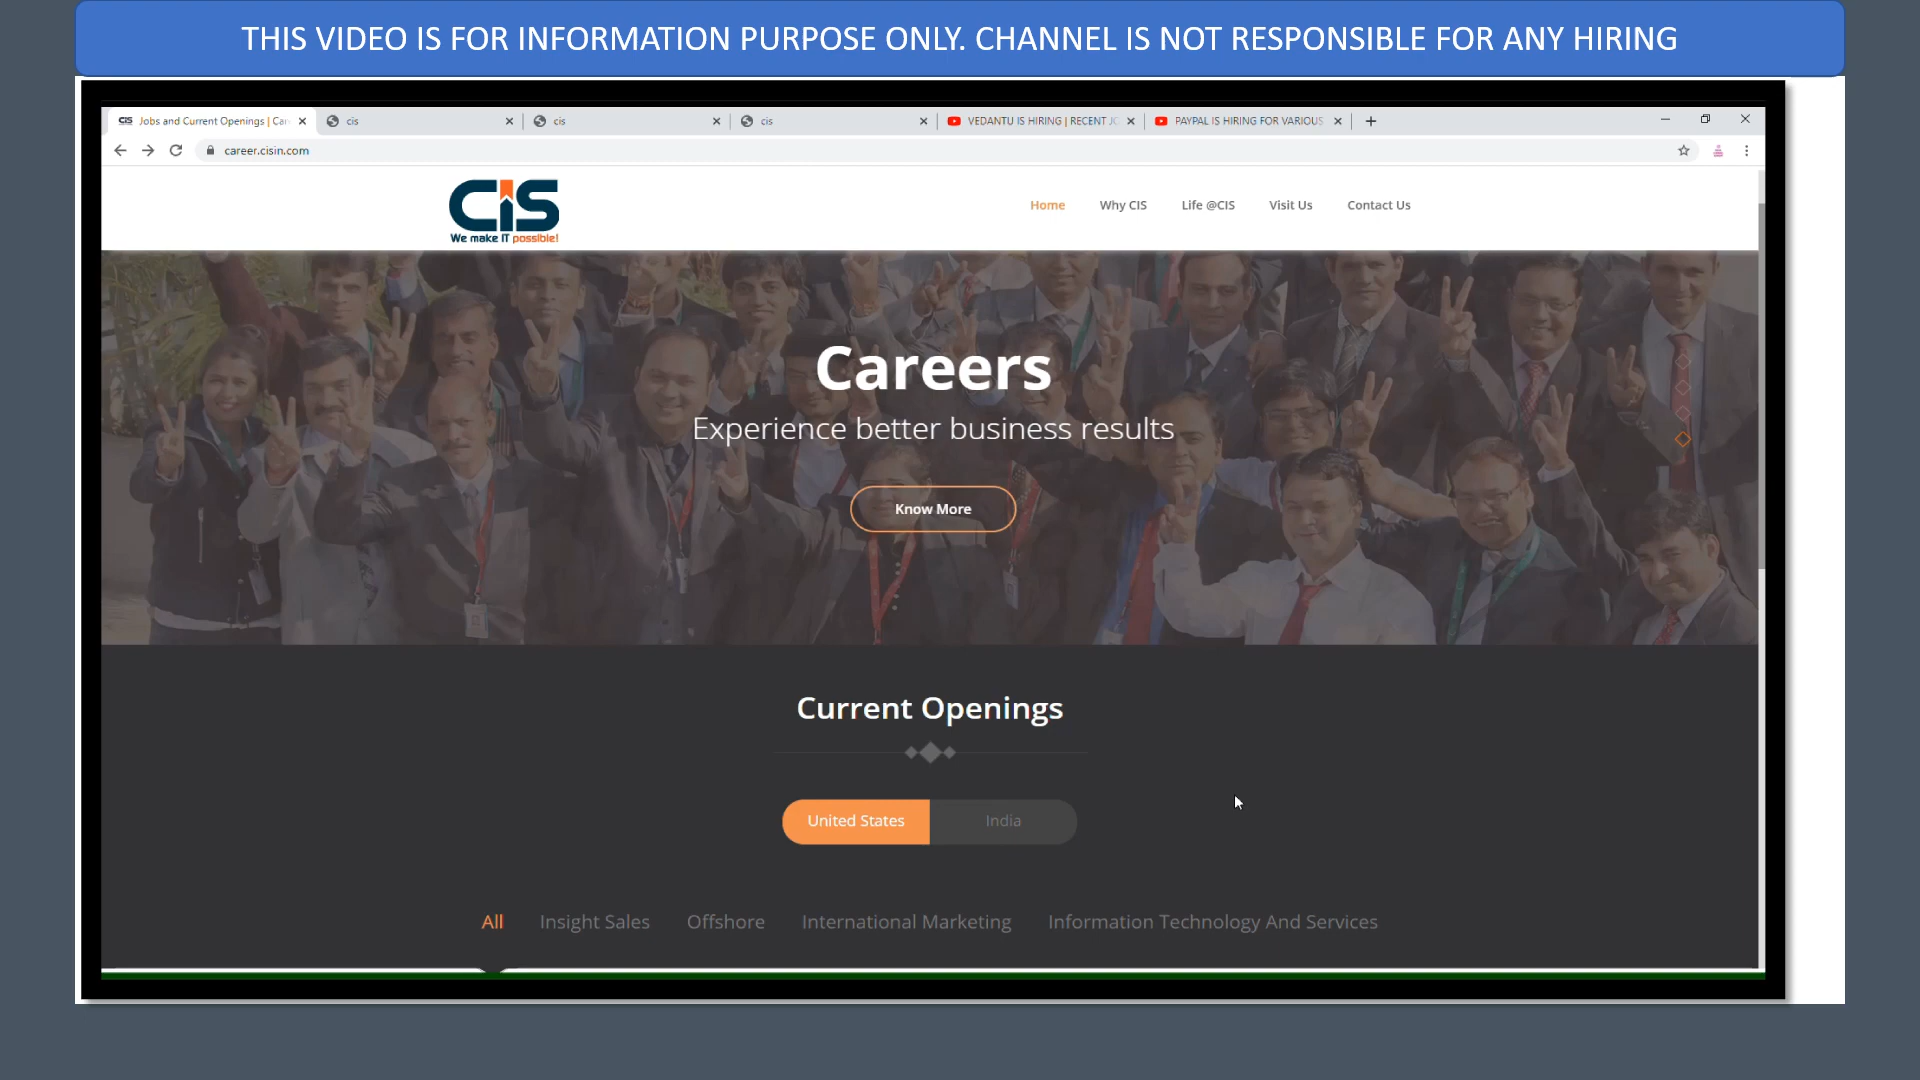 THIS VIDEO IS FOR INFORMATION PURPOSE ONLY. CHANNEL IS NOT RESPONSIBLE FOR ANY HIRING
CIS Jobs and Current Openings | Car
cis
cis
cis
VEDANTU IS HIRING | RECENT JO
PAYPAL IS HIRING FOR VARIOUS
career.cisin.com
CIS
We make IT possible!
Home
Why CIS
Life @CIS
Visit Us
Contact Us
Careers
Experience better business results
Know More
Current Openings
United States
India
All
Insight Sales
Offshore
International Marketing
Information Technology And Services